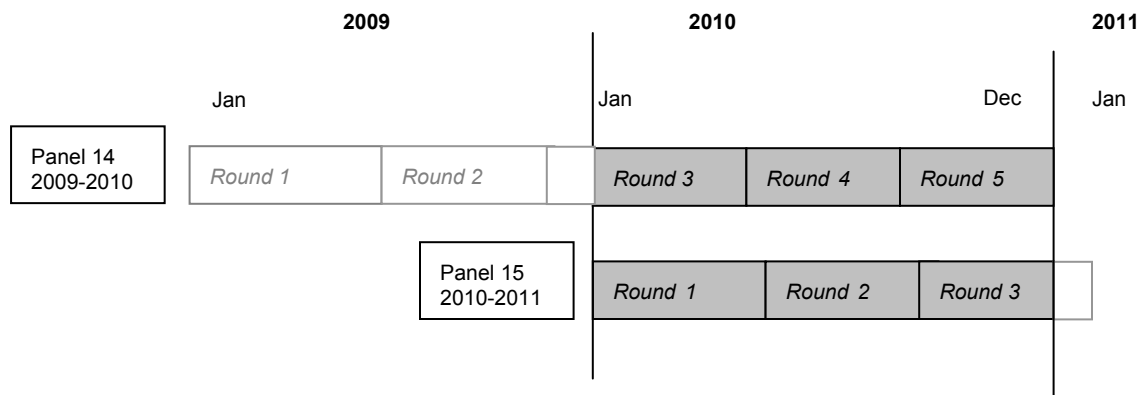 2009 2010 2011
Jan Jan Dec Jan
Panel 14
2009-2010
Round 1 Round 2 Round 3 Round 4 Round 5
Panel 15
2010-2011
Round 1 Round 2 Round 3